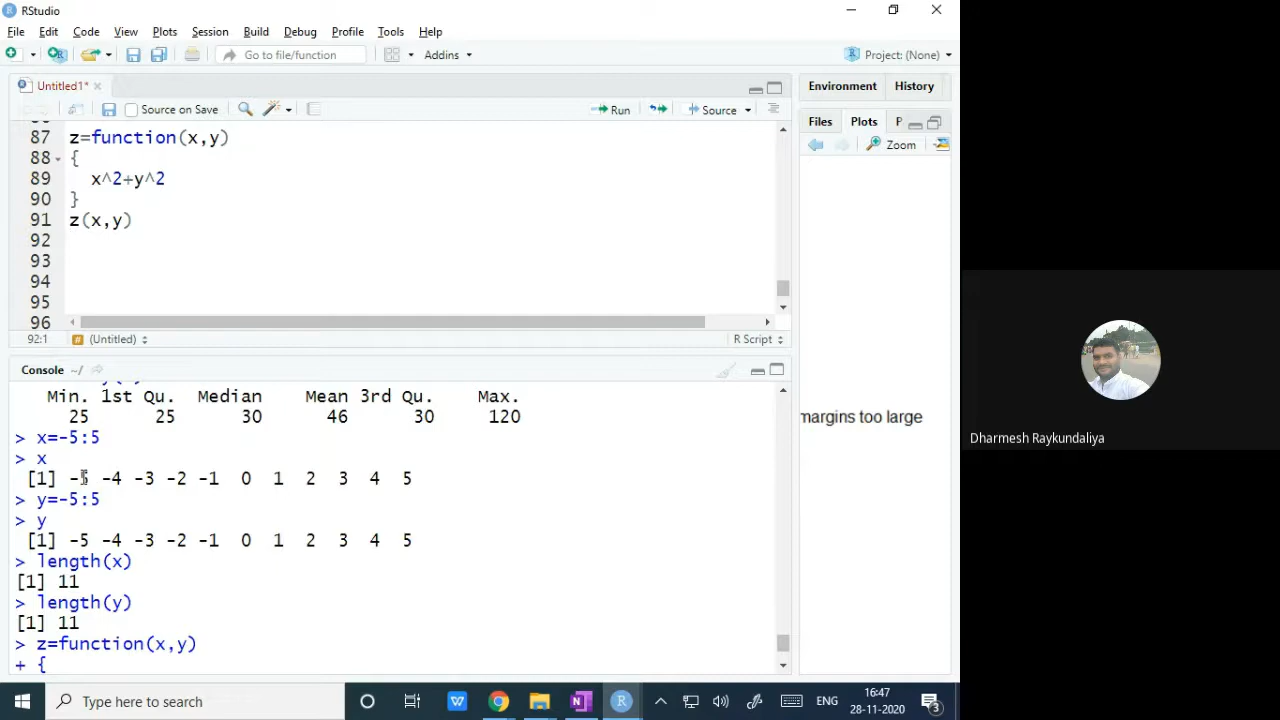 RStudio
File Edit Code View Plots Session Build Debug Profile Tools Help
Go to file/function Addins Project: (None)
Untitled1*
Source on Save Run Source
87 z=function(x,y)
88 {
89 x^2+y^2
90 }
91 z(x,y)
92
93
94
95
96
92:1 (Untitled) R Script
Console ~/
Min. 1st Qu. Median Mean 3rd Qu. Max.
25 25 30 46 30 120
> x=-5:5
> x
[1] -5 -4 -3 -2 -1 0 1 2 3 4 5
> y=-5:5
> y
[1] -5 -4 -3 -2 -1 0 1 2 3 4 5
> length(x)
[1] 11
> length(y)
[1] 11
> z=function(x,y)
+ {
Environment History
Files Plots P
Zoom
margins too large
Dharmesh Raykundaliya
Type here to search
ENG
16:47
28-11-2020
3